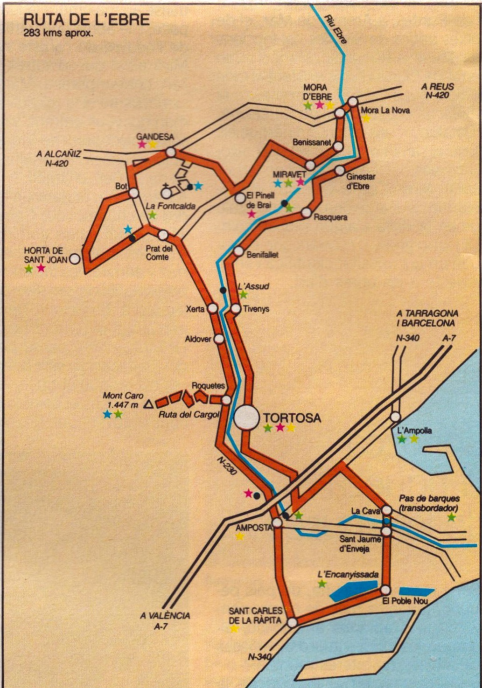 RUTA DE L'EBRE
283 kms aprox.
Riu Ebre
MORA
D'EBRE
A REUS
N-420
Mora La Nova
GANDESA
Benissanet
A ALCAÑIZ
N-420
MIRAVET
Ginestar
d'Ebre
Bot
La Fontcalda
El Pinell
de Brai
Rasquera
HORTA DE
SANT JOAN
Prat del
Comte
Benifallet
L'Assud
Xerta
Tivenys
A TARRAGONA
I BARCELONA
N-340
A-7
Aldover
Roquetes
Mont Caro
1.447 m
Ruta del Cargol
TORTOSA
L'Ampolla
N-230
Pas de barques
(transbordador)
La Cava
AMPOSTA
Sant Jaume
d'Enveja
L'Encanyissada
El Poble Nou
A VALÈNCIA
A-7
SANT CARLES
DE LA RÀPITA
N-340